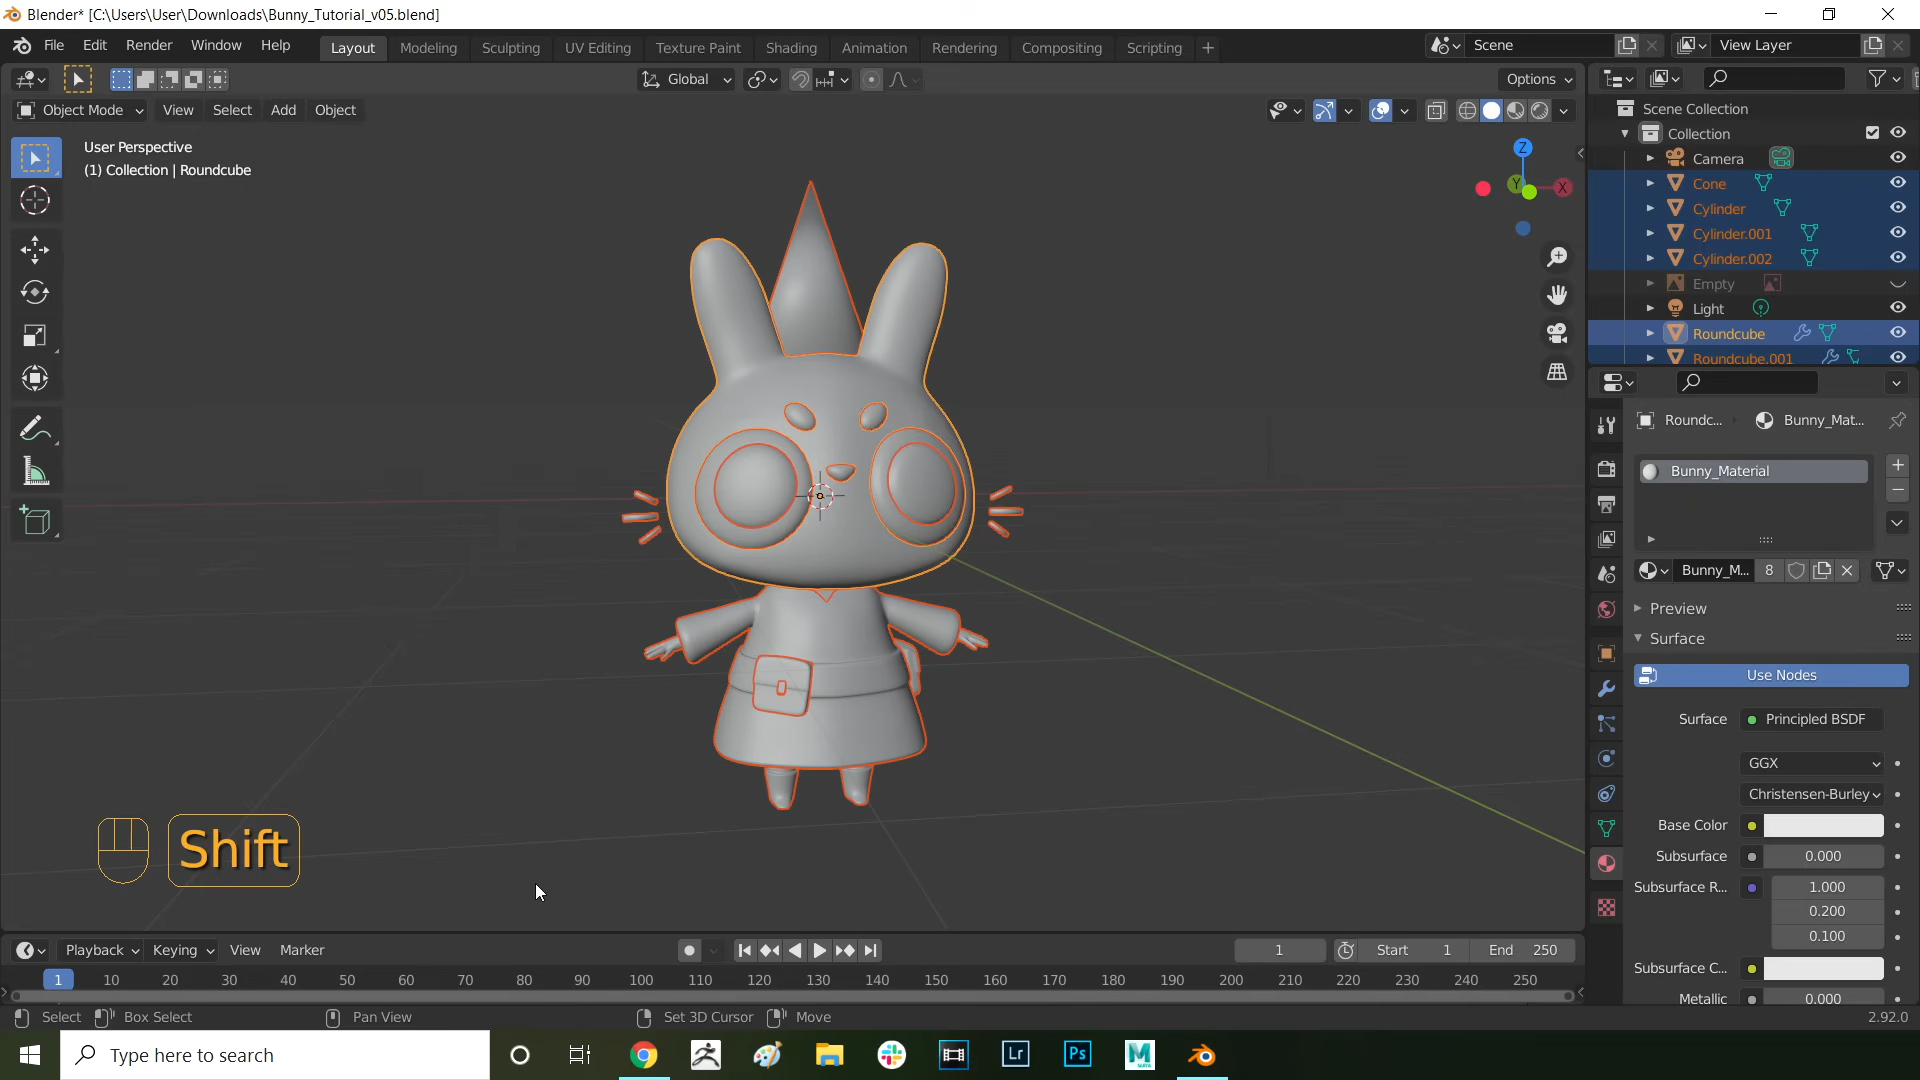 Blender* [C:\Users\User\Downloads\Bunny_Tutorial_v05.blend]
File Edit Render Window Help Layout Modeling Sculpting UV Editing Texture Paint Shading Animation Rendering Compositing Scripting + Scene View Layer
Global Options
Object Mode View Select Add Object
User Perspective
(1) Collection | Roundcube
Z
Y
X
Scene Collection
Collection
Camera
Cone
Cylinder
Cylinder.001
Cylinder.002
Empty
Light
Roundcube
Roundcube.001
Roundc... Bunny_Mat...
Bunny_Material
Bunny_M... 8
Preview
Surface
Use Nodes
Surface Principled BSDF
GGX
Christensen-Burley
Base Color
Subsurface 0.000
Subsurface R... 1.000
0.200
0.100
Subsurface C...
Metallic 0.000
Shift
Playback Keying View Marker 1 Start 1 End 250
1 10 20 30 40 50 60 70 80 90 100 110 120 130 140 150 160 170 180 190 200 210 220 230 240 250
Select Box Select Pan View Set 3D Cursor Move 2.92.0
Type here to search Lr Ps M